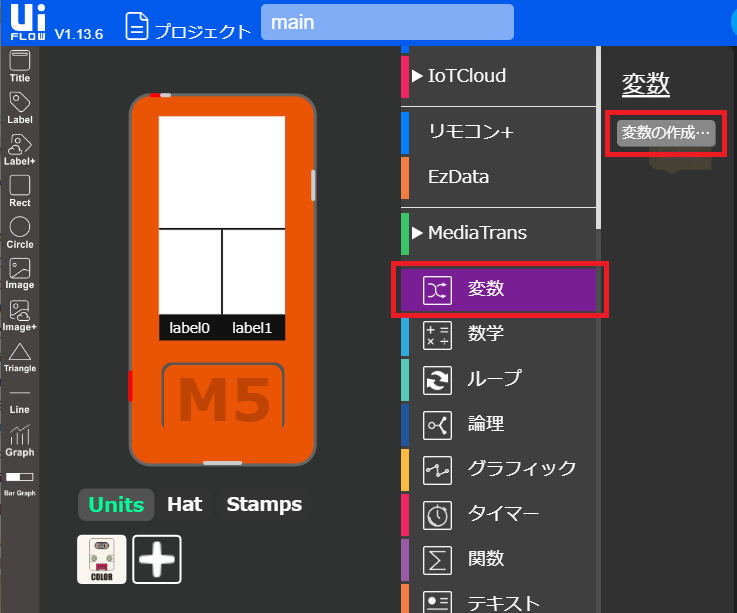 Ui
FLOW
V1.13.6
プロジェクト
main
Title
Label
Label+
Rect
Circle
Image
Image+
Triangle
Line
Graph
Bar Graph
label0
label1
M5
Units
Hat
Stamps
COLOR
IoTCloud
リモコン+
EzData
MediaTrans
変数
数学
ループ
論理
グラフィック
タイマー
関数
テキスト
変数
変数の作成…